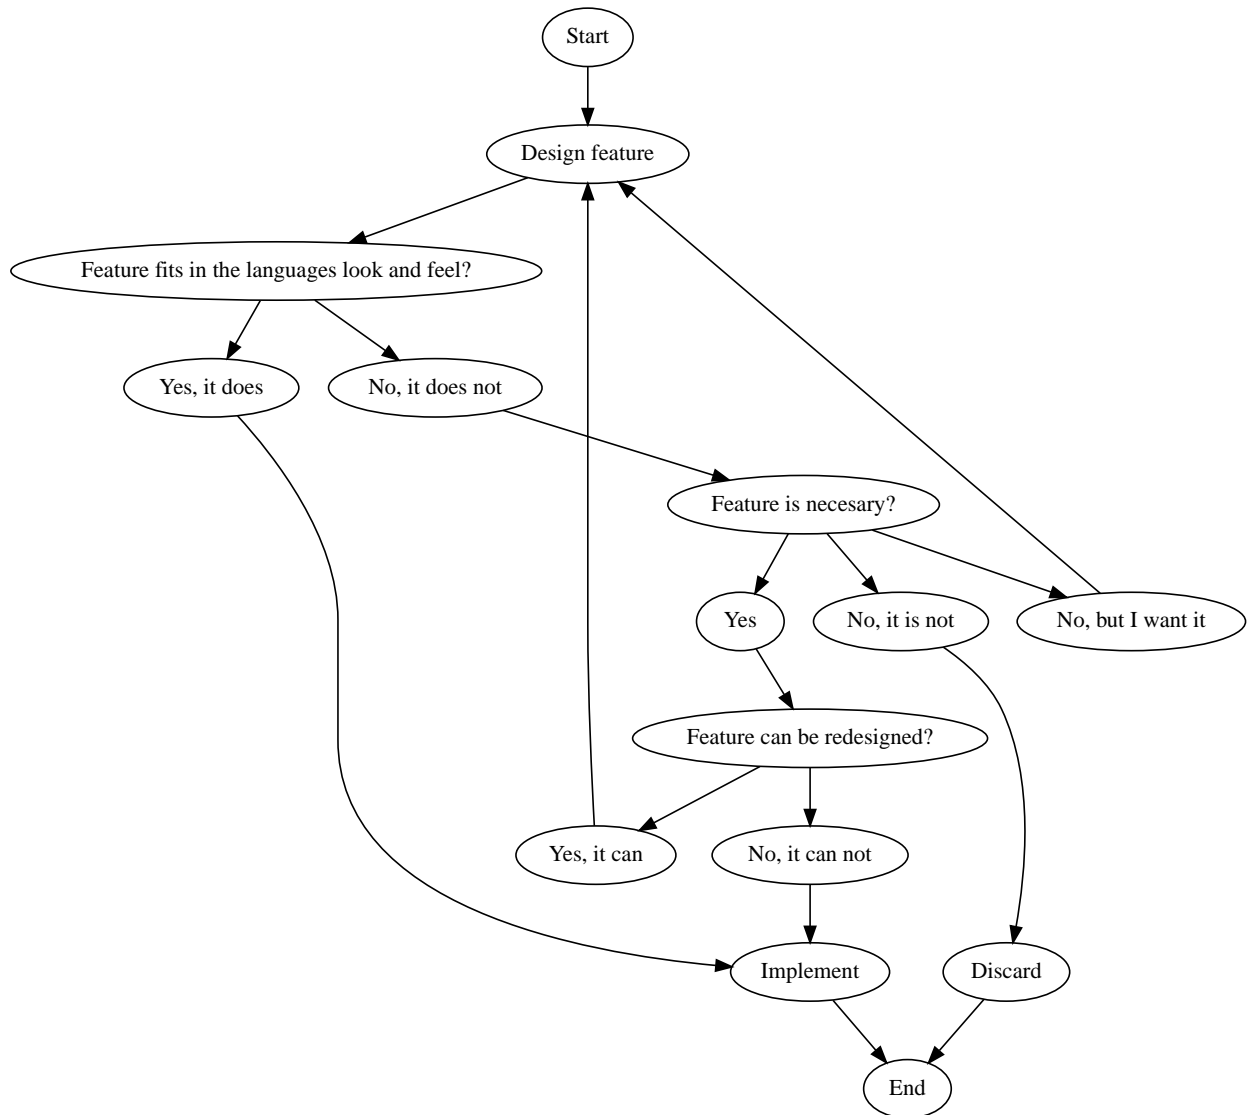 Start
Design feature
Feature fits in the languages look and feel?
Yes, it does
No, it does not
Feature is necesary?
Yes
No, it is not
No, but I want it
Feature can be redesigned?
Yes, it can
No, it can not
Implement
Discard
End